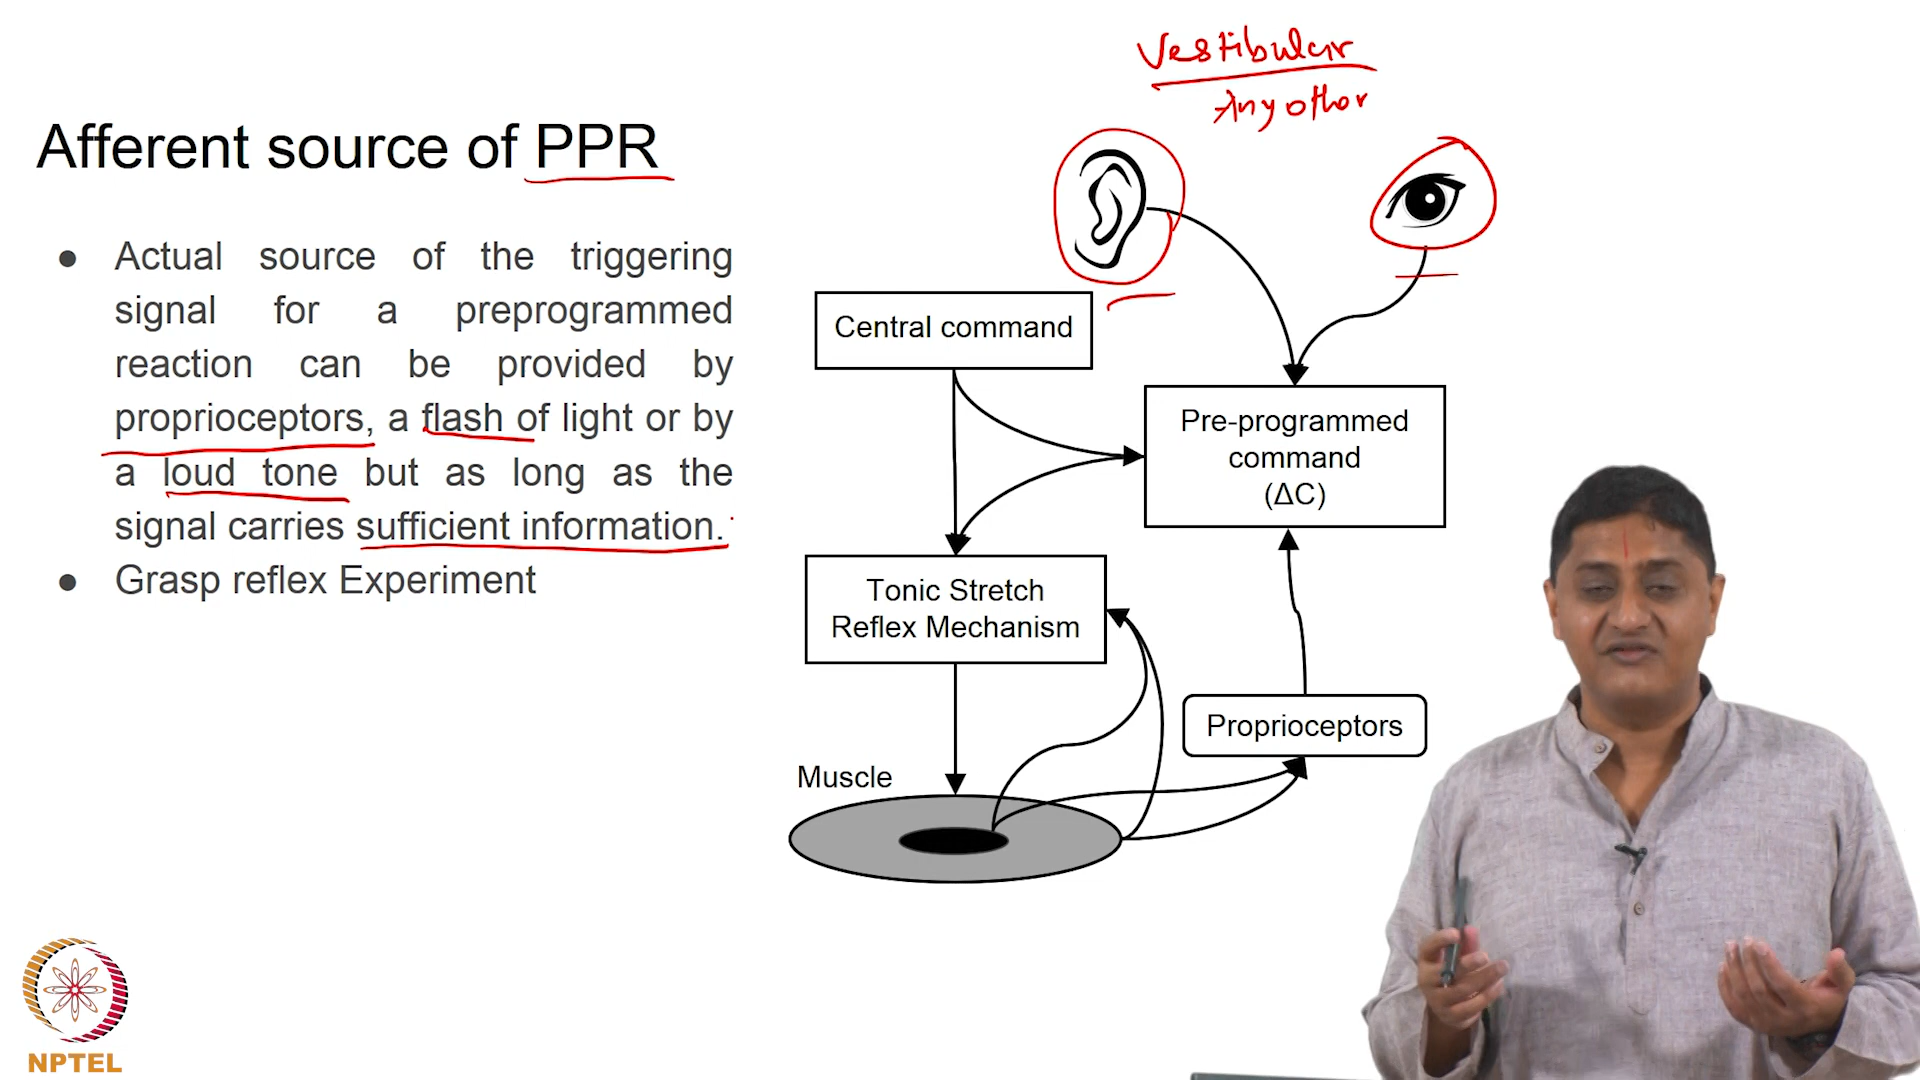 Vestibular
Any other
Afferent source of PPR
● Actual source of the triggering
signal for a preprogrammed
reaction can be provided by
proprioceptors, a flash of light or by
a loud tone but as long as the
signal carries sufficient information.
● Grasp reflex Experiment
Central command
Pre-programmed
command
(ΔC)
Tonic Stretch
Reflex Mechanism
Proprioceptors
Muscle
NPTEL